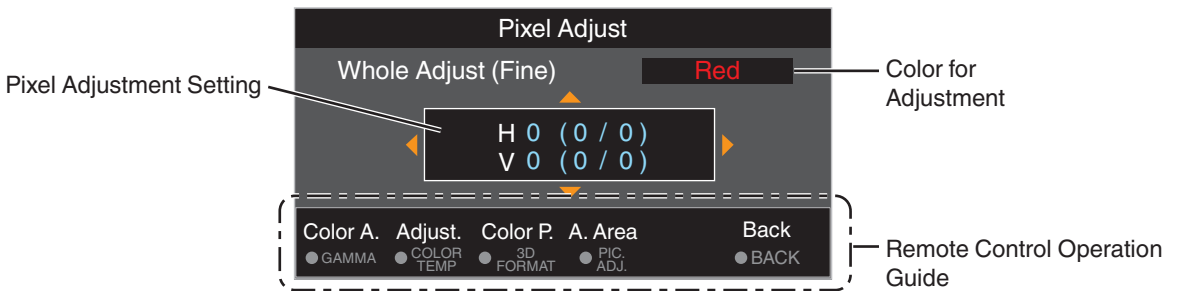 Pixel Adjust
Whole Adjust (Fine) Red
Pixel Adjustment Setting
Color for
Adjustment
H 0 (0 / 0)
V 0 (0 / 0)
Color A. Adjust. Color P. A. Area Back
GAMMA COLOR TEMP 3D FORMAT PIC. ADJ. BACK
Remote Control Operation
Guide